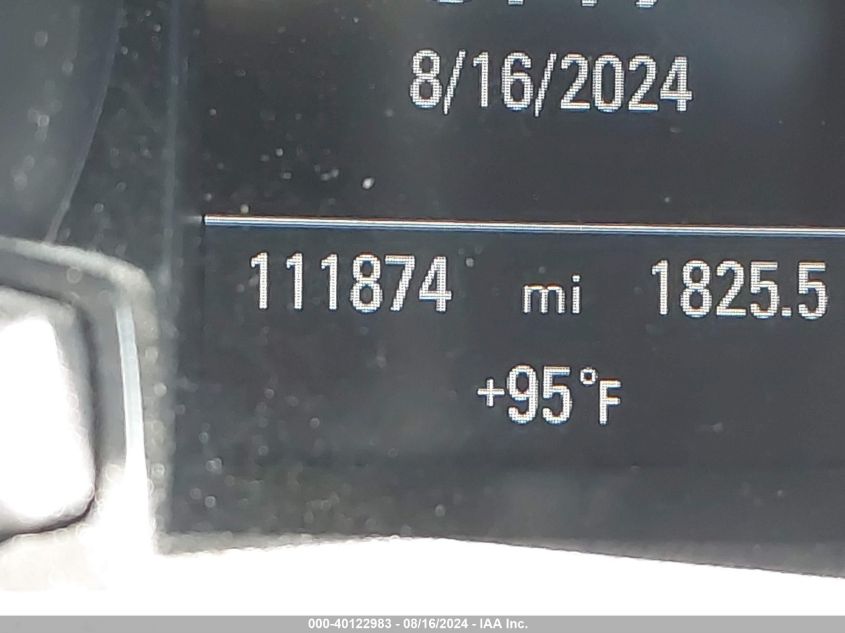 8/16/2024
111874 mi 1825.5
+95°F
000-40122983 - 08/16/2024 - IAA Inc.